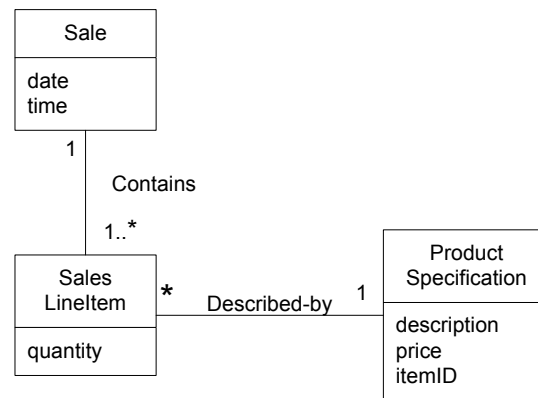 Sale
date
time
1
Contains
1..*
Sales
LineItem
quantity
*
Described-by
1
Product
Specification
description
price
itemID